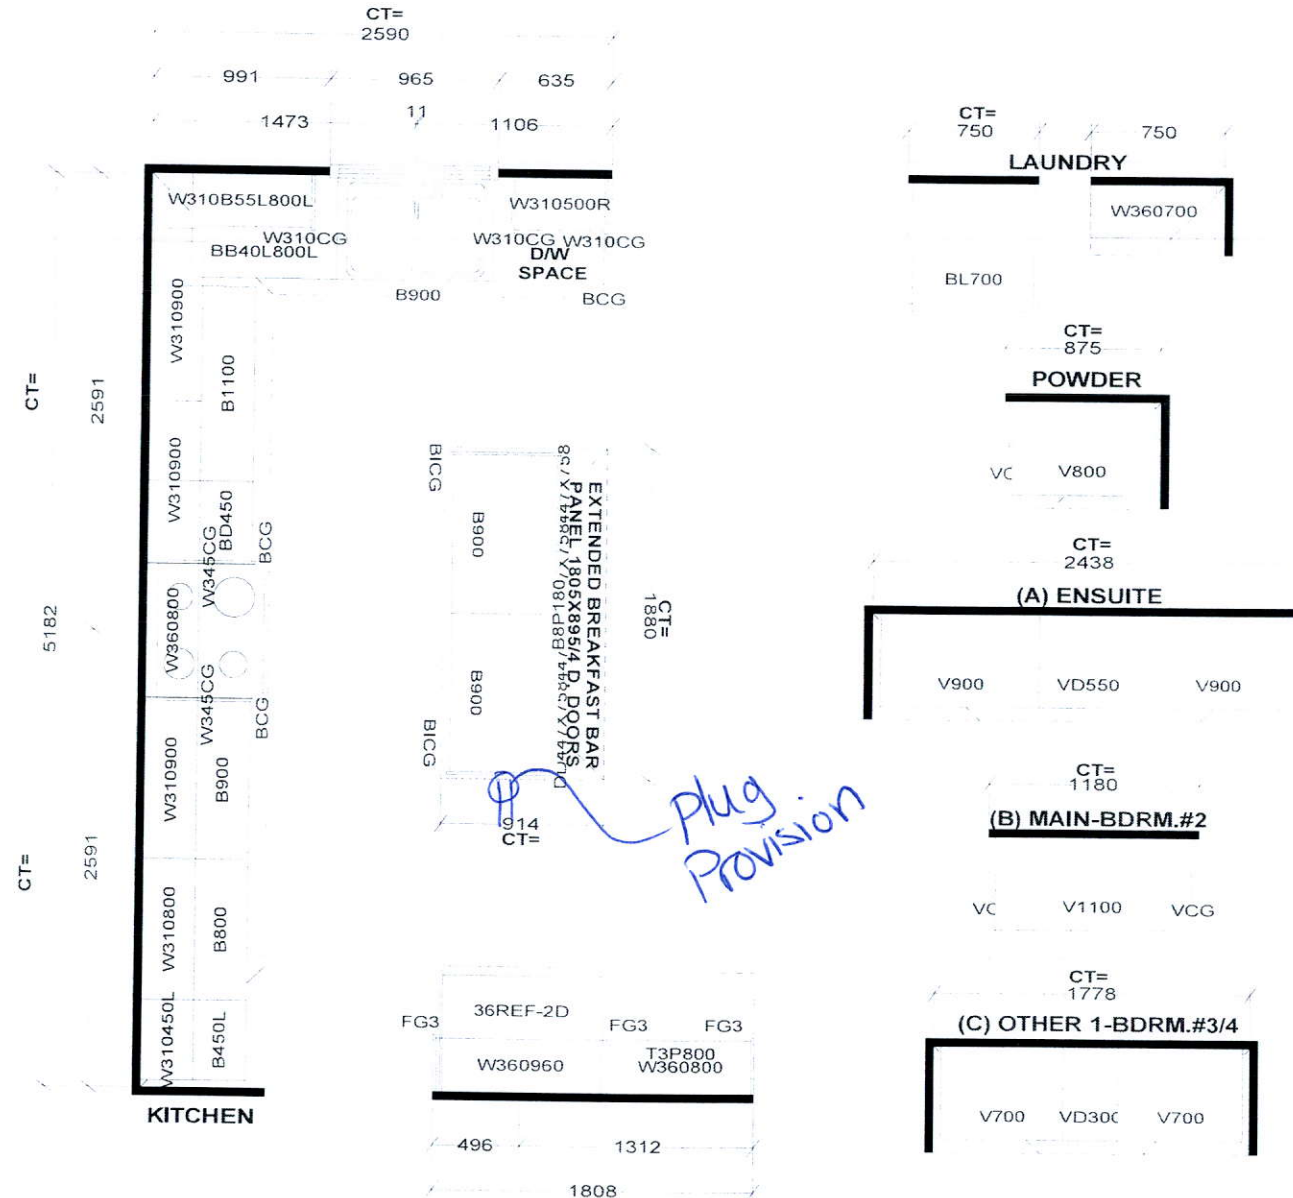 CT=
2590
991
965
635
1473
11
1106
W310B55L800L
W310500R
W310CG
W310CG
W310CG
BB40L800L
D/W
SPACE
B900
BCG
CT=
2591
5182
CT=
2591
W310900
B1100
W310900
BD450
W345CG
BCG
W360800
W345CG
BCG
W310900
B900
W310800
B800
W310450L
B450L
KITCHEN
BICG
B900
B900
BICG
EXTENDED BREAKFAST BAR
PANEL 1805X895/4 D. DOORS
CT=
1880
914
CT=
plug
Provision
36REF-2D
FG3
FG3
FG3
W360960
T3P800
W360800
496
1312
1808
CT=
750
750
LAUNDRY
W360700
BL700
CT=
875
POWDER
VC
V800
CT=
2438
(A) ENSUITE
V900
VD550
V900
CT=
1180
(B) MAIN-BDRM.#2
VC
V1100
VCG
CT=
1778
(C) OTHER 1-BDRM.#3/4
V700
VD300
V700